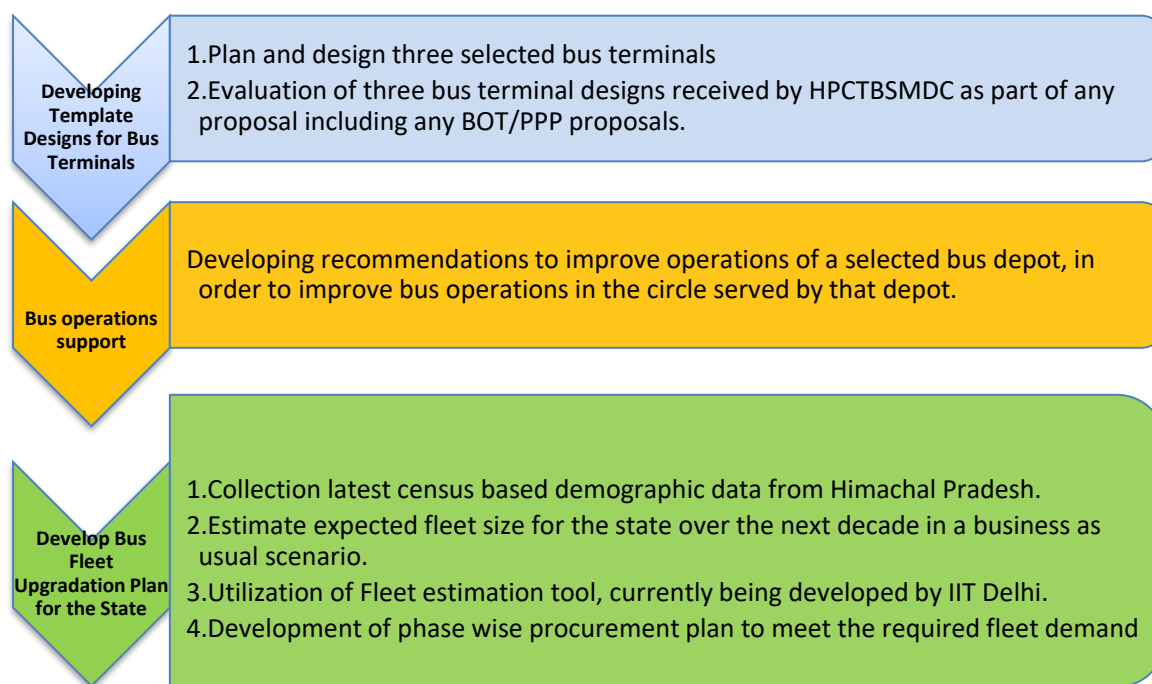 Developing
Template
Designs for Bus
Terminals
1.Plan and design three selected bus terminals
2.Evaluation of three bus terminal designs received by HPCTBSMDC as part of any
proposal including any BOT/PPP proposals.
Bus operations
support
Developing recommendations to improve operations of a selected bus depot, in
order to improve bus operations in the circle served by that depot.
Develop Bus
Fleet
Upgradation Plan
for the State
1.Collection latest census based demographic data from Himachal Pradesh.
2.Estimate expected fleet size for the state over the next decade in a business as
usual scenario.
3.Utilization of Fleet estimation tool, currently being developed by IIT Delhi.
4.Development of phase wise procurement plan to meet the required fleet demand